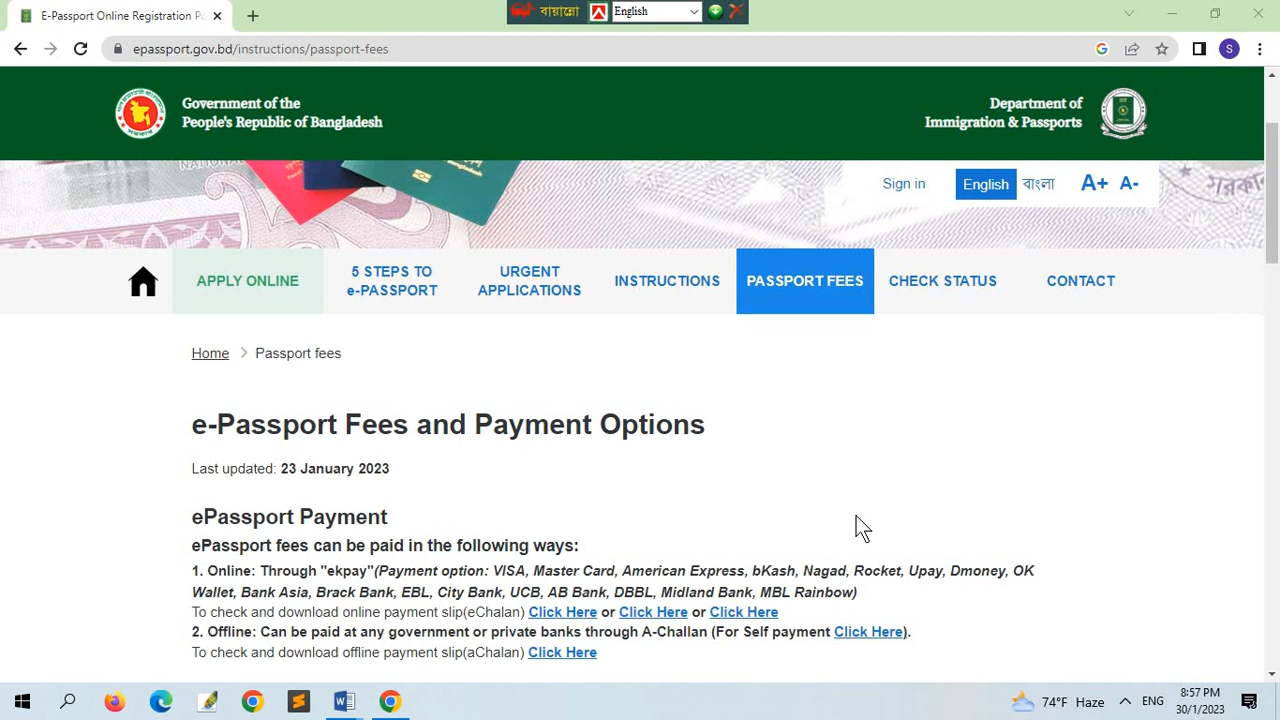 E-Passport Online Registration Po
বায়ান্নো
English
epassport.gov.bd/instructions/passport-fees
S
Government of the
People's Republic of Bangladesh
Department of
Immigration & Passports
Sign in
English
বাংলা
A+
A-
APPLY ONLINE
5 STEPS TO
e-PASSPORT
URGENT
APPLICATIONS
INSTRUCTIONS
PASSPORT FEES
CHECK STATUS
CONTACT
Home
Passport fees
e-Passport Fees and Payment Options
Last updated: 23 January 2023
ePassport Payment
ePassport fees can be paid in the following ways:
1. Online: Through "ekpay"(Payment option: VISA, Master Card, American Express, bKash, Nagad, Rocket, Upay, Dmoney, OK
Wallet, Bank Asia, Brack Bank, EBL, City Bank, UCB, AB Bank, DBBL, Midland Bank, MBL Rainbow)
To check and download online payment slip(eChalan) Click Here or Click Here or Click Here
2. Offline: Can be paid at any government or private banks through A-Challan (For Self payment Click Here).
To check and download offline payment slip(aChalan) Click Here
74°F Haze
ENG
8:57 PM
30/1/2023